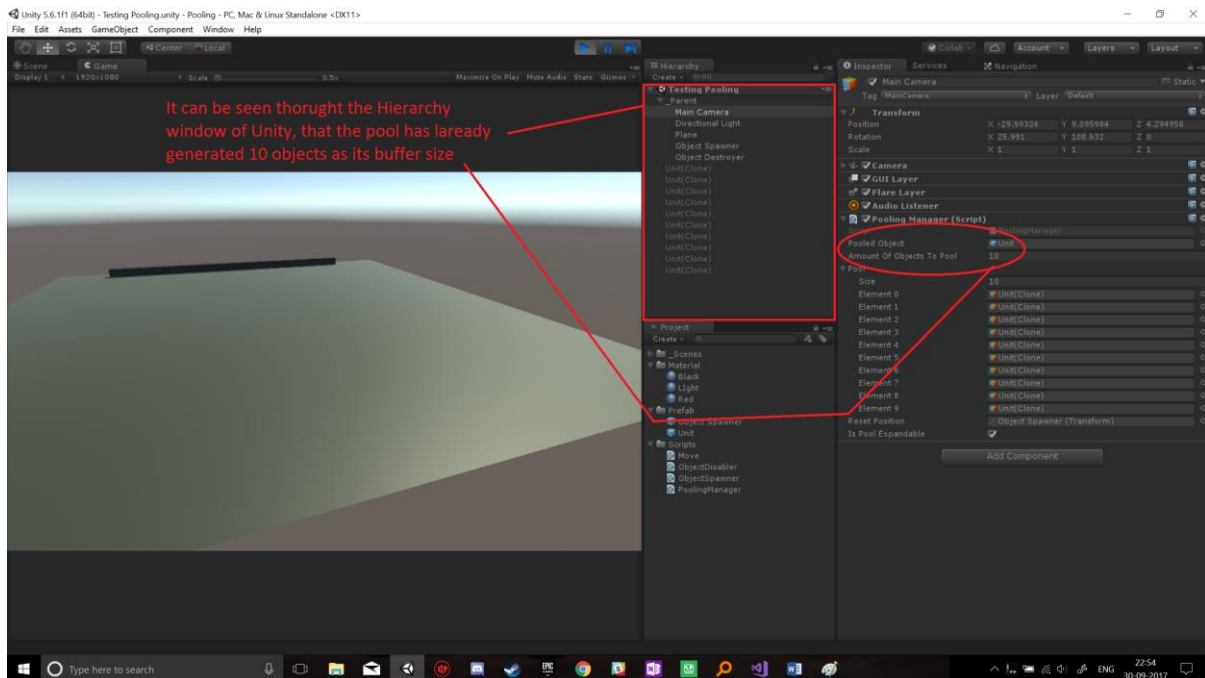 Unity 5.6.1f1 (64bit) - Testing Pooling.unity - Pooling - PC, Mac & Linux Standalone <DX11>
File Edit Assets GameObject Component Window Help
Center Local
Collab Account Layers Layout
Scene Game
Display 1 1920x1080 Scale 0.5x Maximize On Play Mute Audio Stats Gizmos
It can be seen thorught the Hierarchy
window of Unity, that the pool has laready
generated 10 objects as its buffer size
Hierarchy
Create All
Testing Pooling
_Parent
Main Camera
Directional Light
Plane
Object Spawner
Object Destroyer
Unit(Clone)
Unit(Clone)
Unit(Clone)
Unit(Clone)
Unit(Clone)
Unit(Clone)
Unit(Clone)
Unit(Clone)
Unit(Clone)
Unit(Clone)
Project
Create
_Scenes
Material
Black
LIght
Red
Prefab
Object Spawner
Unit
Scripts
Move
ObjectDisabler
ObjectSpawner
PoolingManager
Inspector Services Navigation
Main Camera Static
Tag MainCamera Layer Default
Transform
Position X -29.99324 Y 9.095984 Z 4.294958
Rotation X 25.991 Y 108.632 Z 0
Scale X 1 Y 1 Z 1
Camera
GUI Layer
Flare Layer
Audio Listener
Pooling Manager (Script)
Script PoolingManager
Pooled Object Unit
Amount Of Objects To Pool 10
Pool
Size 10
Element 0 Unit(Clone)
Element 1 Unit(Clone)
Element 2 Unit(Clone)
Element 3 Unit(Clone)
Element 4 Unit(Clone)
Element 5 Unit(Clone)
Element 6 Unit(Clone)
Element 7 Unit(Clone)
Element 8 Unit(Clone)
Element 9 Unit(Clone)
Reset Position Object Spawner (Transform)
Is Pool Expandable
Add Component
Type here to search
EPIC
ENG
22:54
30-09-2017